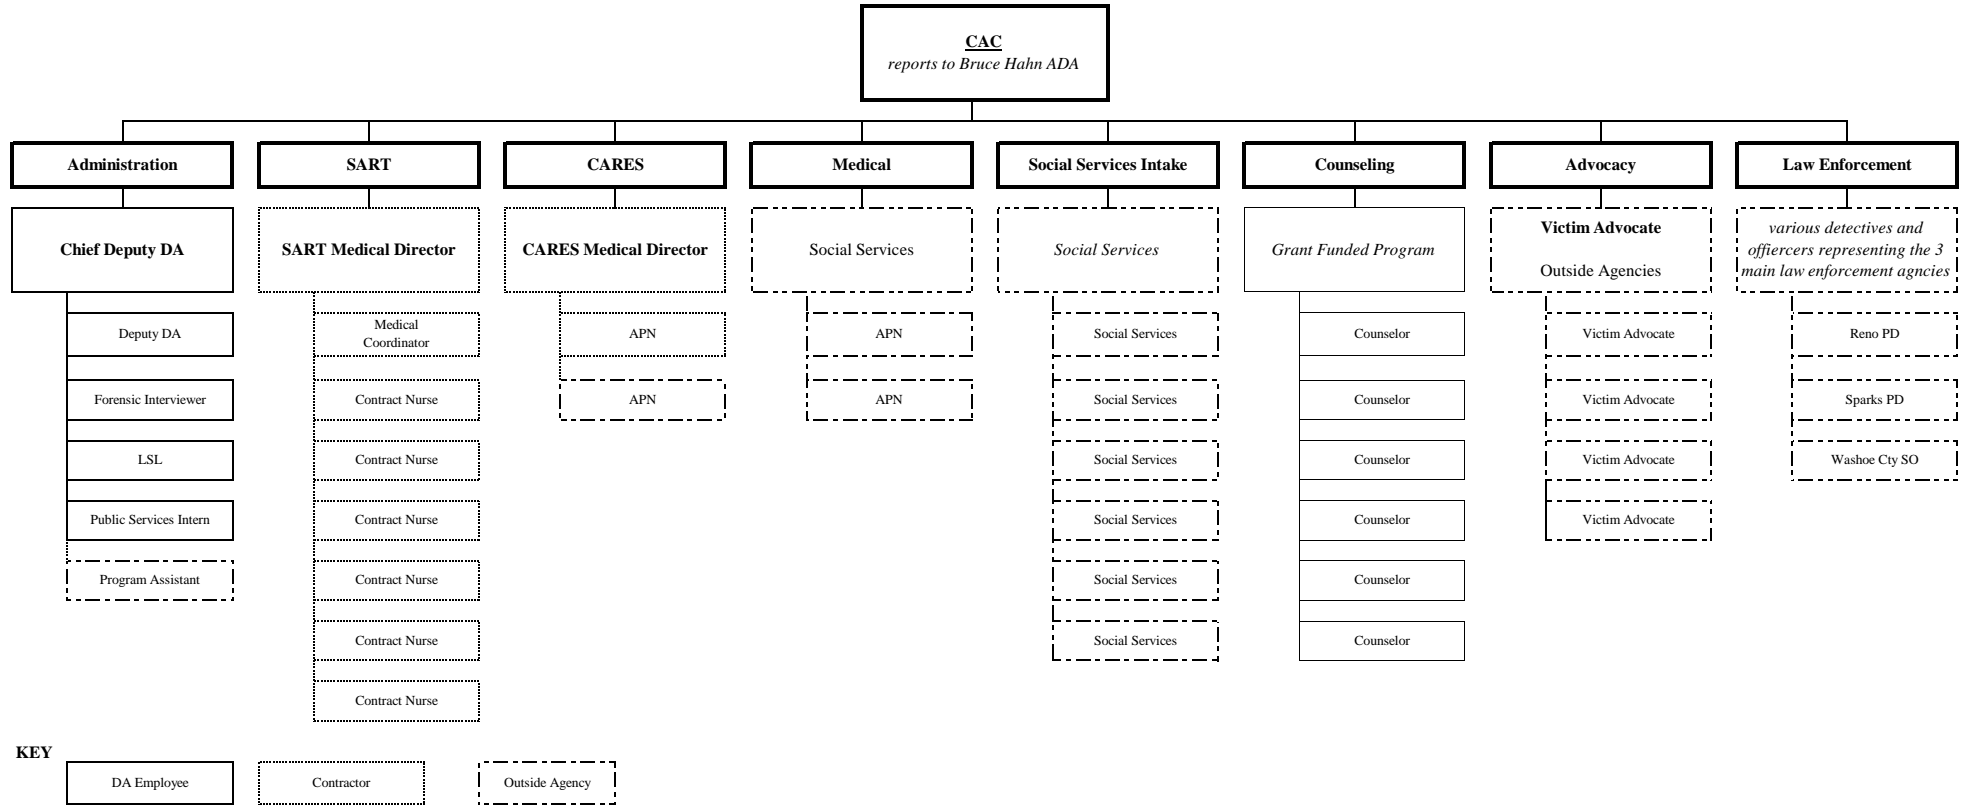 CAC
reports to Bruce Hahn ADA
Administration
SART
CARES
Medical
Social Services Intake
Counseling
Advocacy
Law Enforcement
Chief Deputy DA
SART Medical Director
CARES Medical Director
Social Services
Social Services
Grant Funded Program
Victim Advocate
Outside Agencies
various detectives and
offiercers representing the 3
main law enforcement agncies
Deputy DA
Medical
Coordinator
APN
APN
Social Services
Counselor
Victim Advocate
Reno PD
Forensic Interviewer
Contract Nurse
APN
APN
Social Services
Counselor
Victim Advocate
Sparks PD
LSL
Contract Nurse
Social Services
Counselor
Victim Advocate
Washoe Cty SO
Public Services Intern
Contract Nurse
Social Services
Counselor
Victim Advocate
Program Assistant
Contract Nurse
Social Services
Counselor
Contract Nurse
Social Services
Counselor
Contract Nurse
KEY
DA Employee
Contractor
Outside Agency